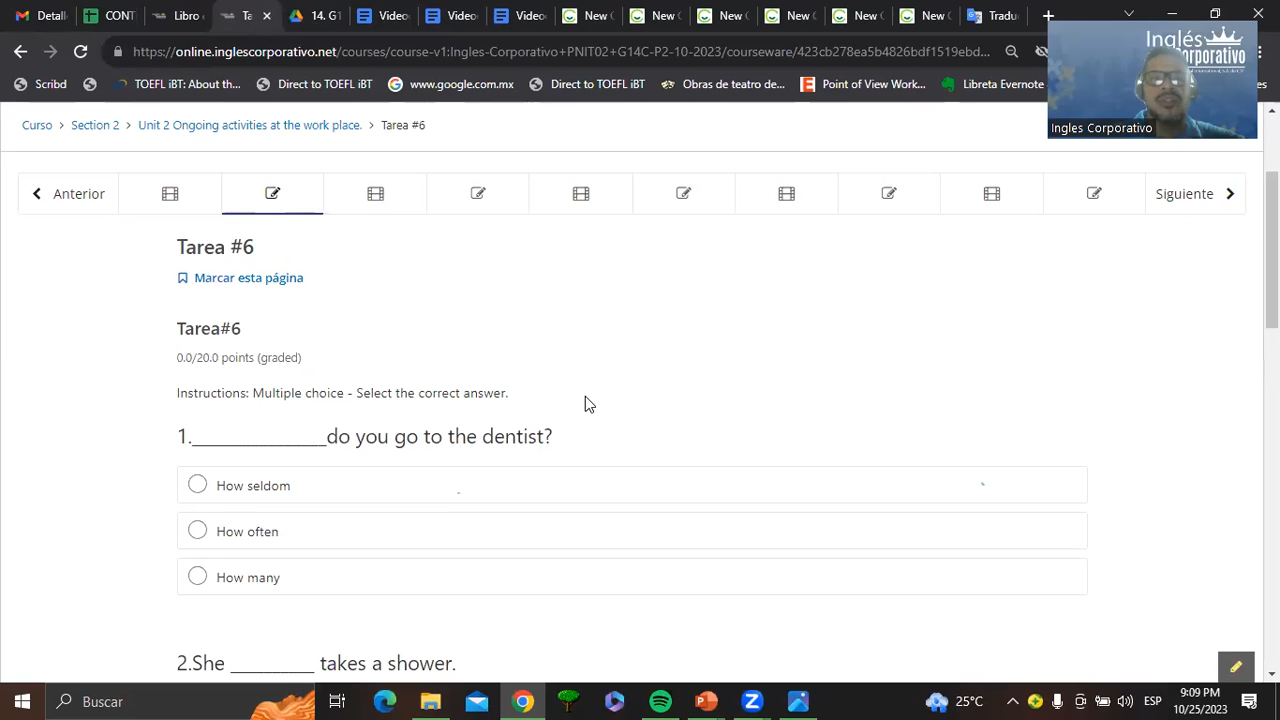 Detal
CONT
Libro
Ta
14. G1
Video
Video
Video
New C
New C
New C
New C
New C
New C
Tradu
https://online.inglescorporativo.net/courses/course-v1:Ingles-Corporativo+PNIT02+G14C-P2-10-2023/courseware/423cb278ea5b4826bdf1519ebd...
Scribd
TOEFL iBT: About the...
Direct to TOEFL iBT
www.google.com.mx
Direct to TOEFL iBT
Obras de teatro de...
Point of View Work...
Libreta Evernote
Inglés
Corporativo
Ingles Corporativo
Curso > Section 2 > Unit 2 Ongoing activities at the work place. > Tarea #6
Anterior
Siguiente
Tarea #6
Marcar esta página
Tarea#6
0.0/20.0 points (graded)
Instructions: Multiple choice - Select the correct answer.
1.________________do you go to the dentist?
How seldom
How often
How many
2.She __________ takes a shower.
Buscar
25°C
ESP
9:09 PM
10/25/2023